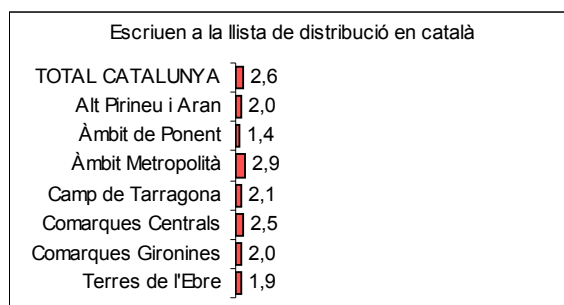 Escriuen a la llista de distribució en català
TOTAL CATALUNYA 2,6
Alt Pirineu i Aran 2,0
Àmbit de Ponent 1,4
Àmbit Metropolità 2,9
Camp de Tarragona 2,1
Comarques Centrals 2,5
Comarques Gironines 2,0
Terres de l'Ebre 1,9